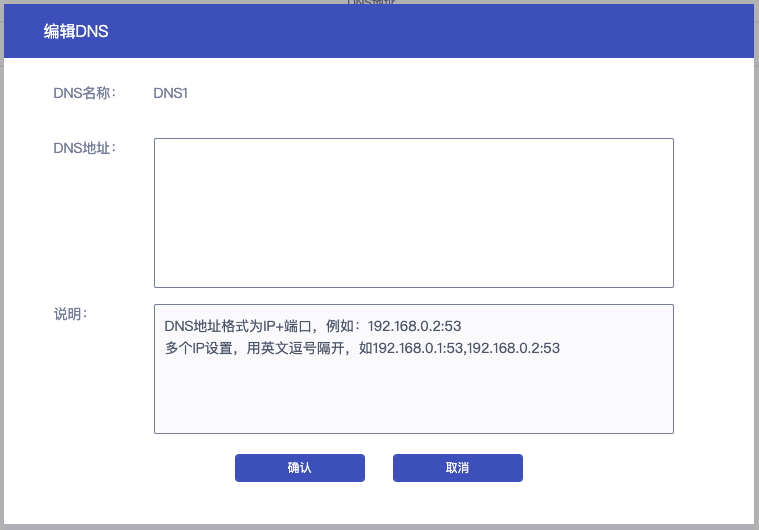 编辑DNS
DNS名称： DNS1
DNS地址：
说明：
DNS地址格式为IP+端口，例如：192.168.0.2:53
多个IP设置，用英文逗号隔开，如192.168.0.1:53,192.168.0.2:53
确认 取消